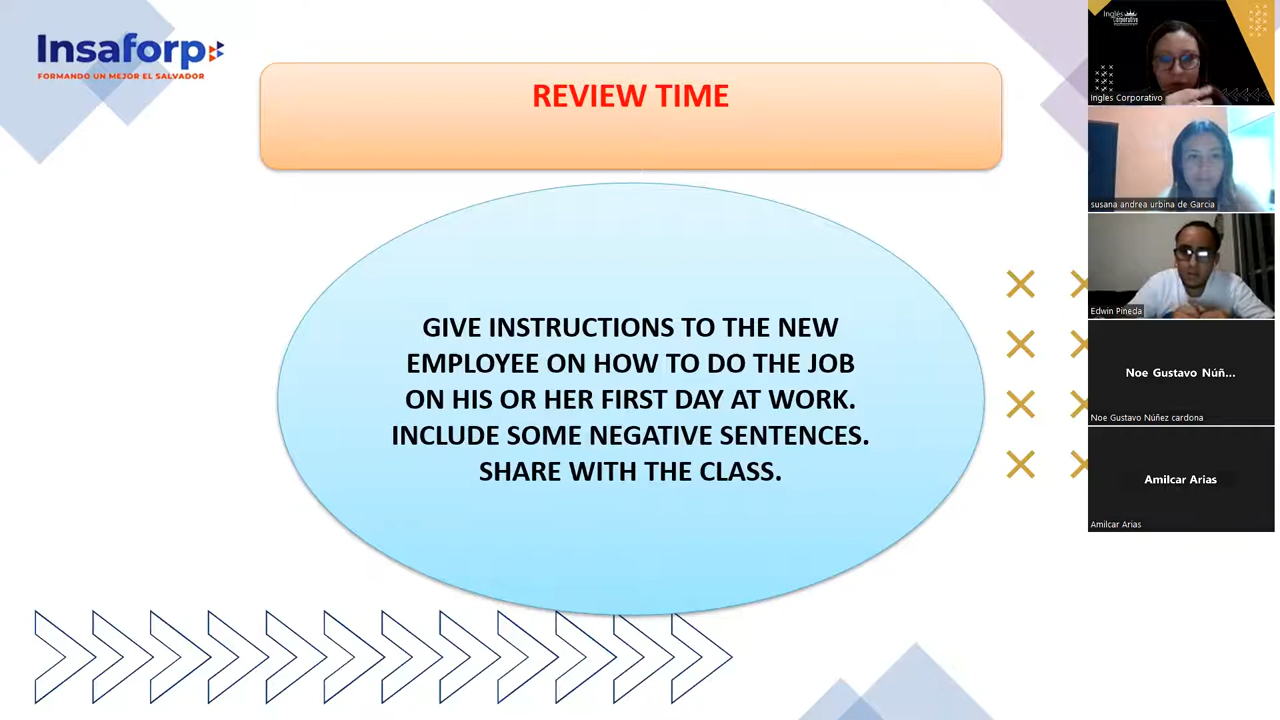 Insaforp
FORMANDO UN MEJOR EL SALVADOR
REVIEW TIME
GIVE INSTRUCTIONS TO THE NEW
EMPLOYEE ON HOW TO DO THE JOB
ON HIS OR HER FIRST DAY AT WORK.
INCLUDE SOME NEGATIVE SENTENCES.
SHARE WITH THE CLASS.
Inglés
Corporativo
Ingles Corporativo
susana andrea urbina de Garcia
Edwin Pineda
Noe Gustavo Núñ...
Noe Gustavo Núñez cardona
Amilcar Arias
Amilcar Arias